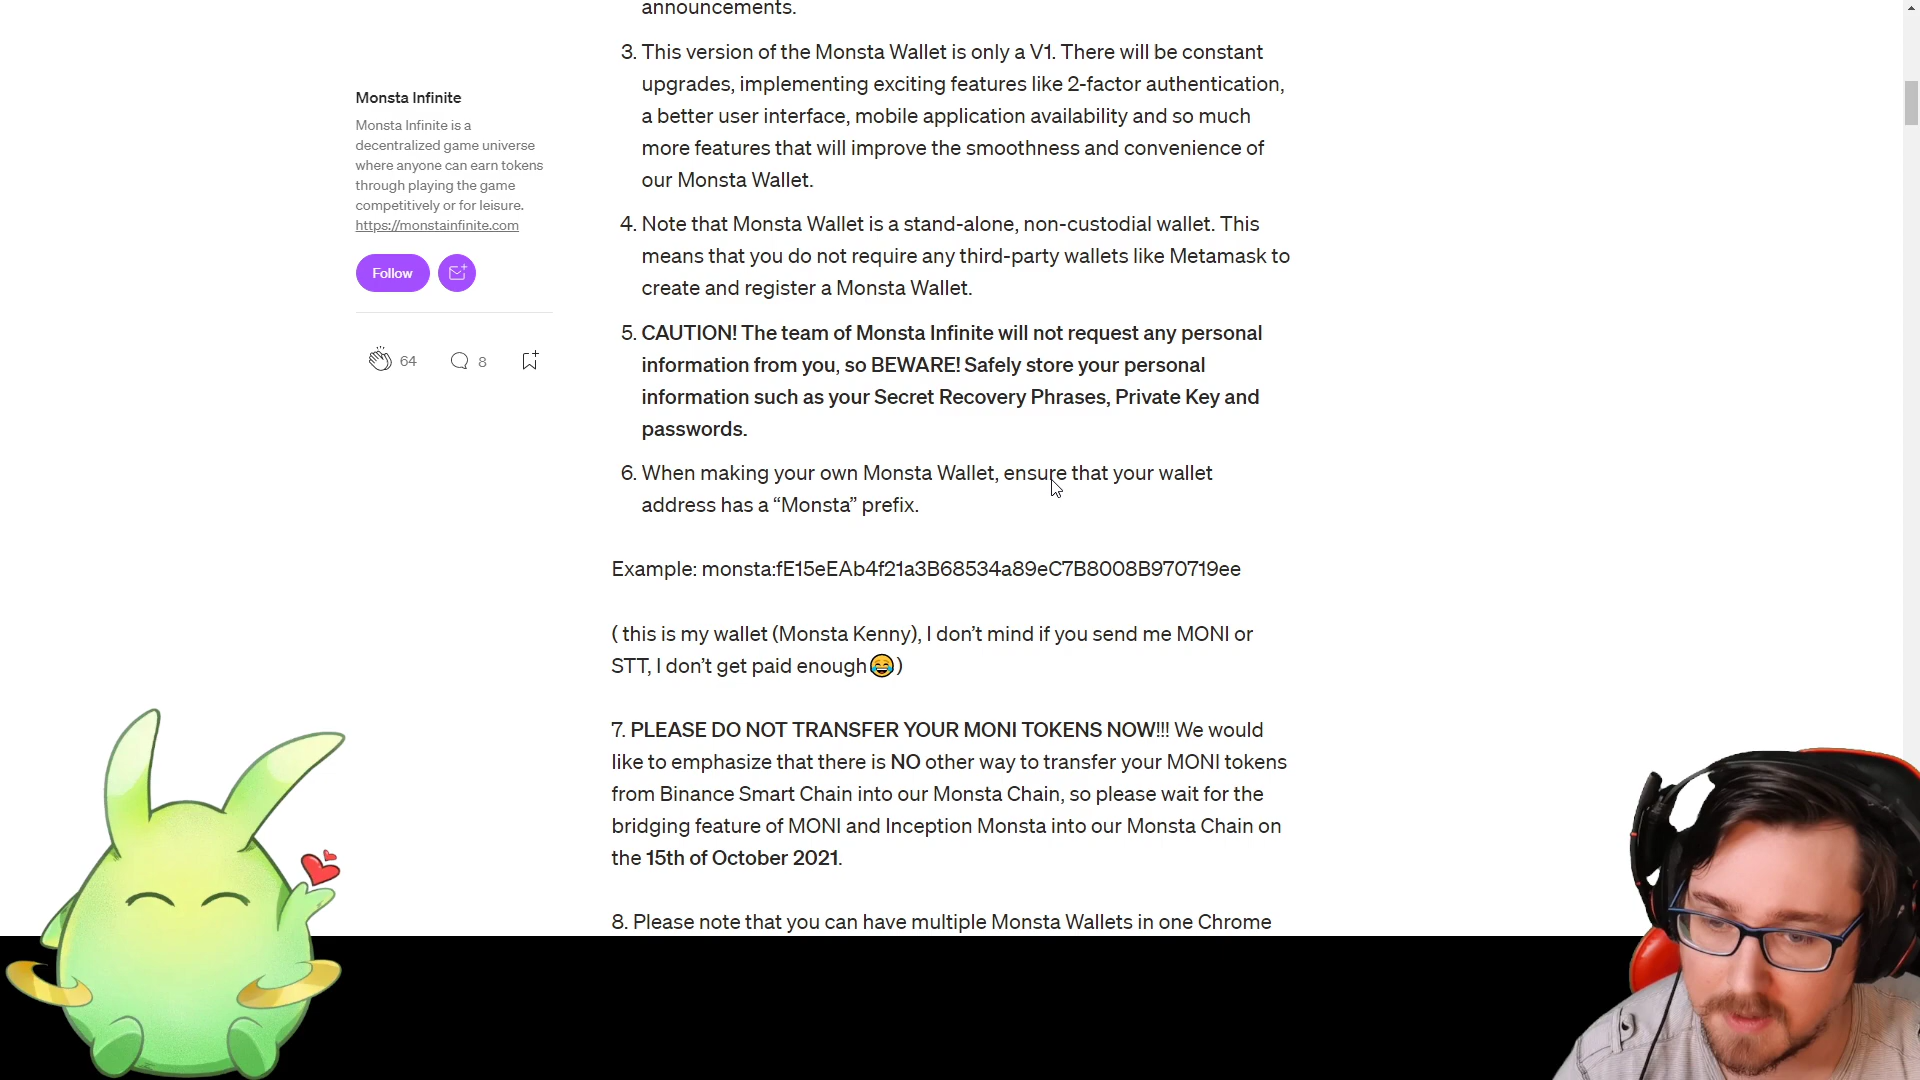 announcements.
3. This version of the Monsta Wallet is only a V1. There will be constant
upgrades, implementing exciting features like 2-factor authentication,
a better user interface, mobile application availability and so much
more features that will improve the smoothness and convenience of
our Monsta Wallet.
4. Note that Monsta Wallet is a stand-alone, non-custodial wallet. This
means that you do not require any third-party wallets like Metamask to
create and register a Monsta Wallet.
5. CAUTION! The team of Monsta Infinite will not request any personal
information from you, so BEWARE! Safely store your personal
information such as your Secret Recovery Phrases, Private Key and
passwords.
6. When making your own Monsta Wallet, ensure that your wallet
address has a “Monsta” prefix.
Example: monsta:fE15eEAb4f21a3B68534a89eC7B8008B970719ee
( this is my wallet (Monsta Kenny), I don’t mind if you send me MONI or
STT, I don’t get paid enough😂)
7. PLEASE DO NOT TRANSFER YOUR MONI TOKENS NOW!!! We would
like to emphasize that there is NO other way to transfer your MONI tokens
from Binance Smart Chain into our Monsta Chain, so please wait for the
bridging feature of MONI and Inception Monsta into our Monsta Chain on
the 15th of October 2021.
8. Please note that you can have multiple Monsta Wallets in one Chrome
Monsta Infinite
Monsta Infinite is a
decentralized game universe
where anyone can earn tokens
through playing the game
competitively or for leisure.
https://monstainfinite.com
Follow
64
8